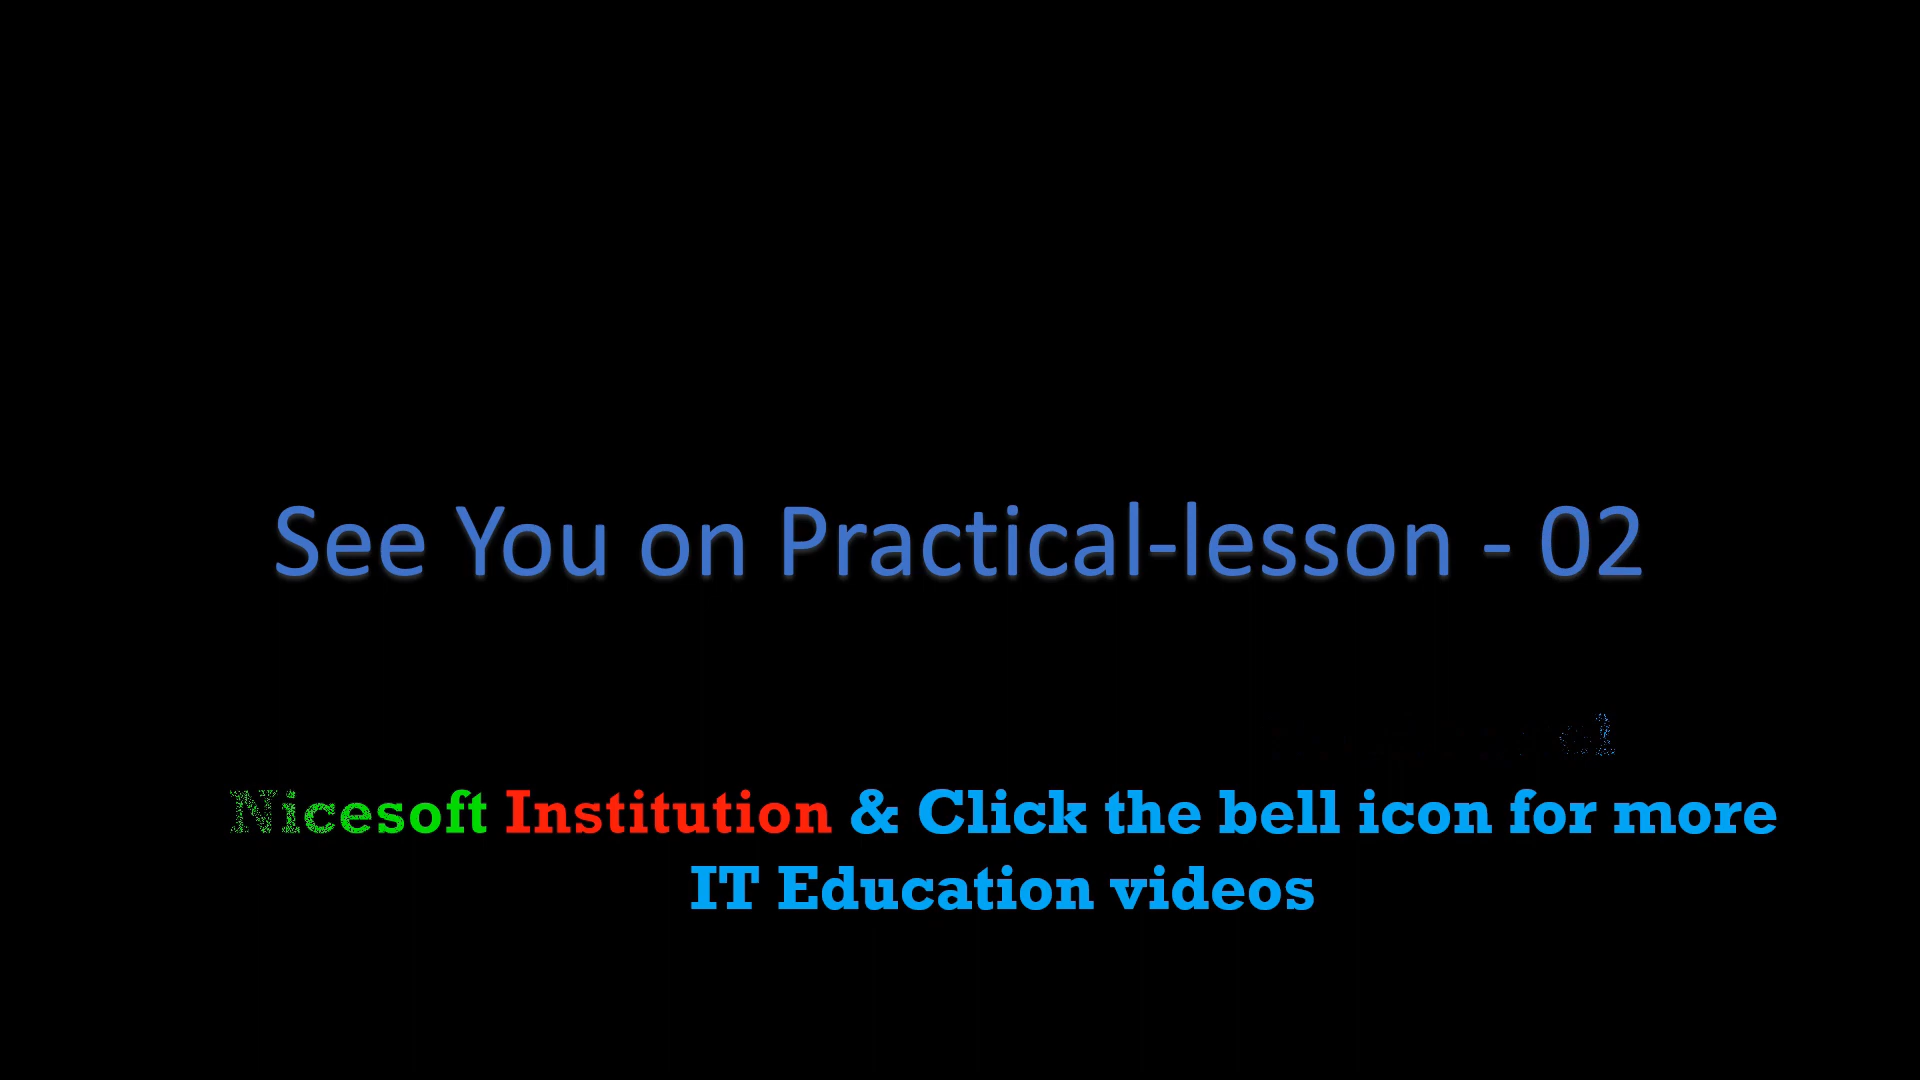 See You on Practical-lesson - 02
Nicesoft Institution & Click the bell icon for more
IT Education videos